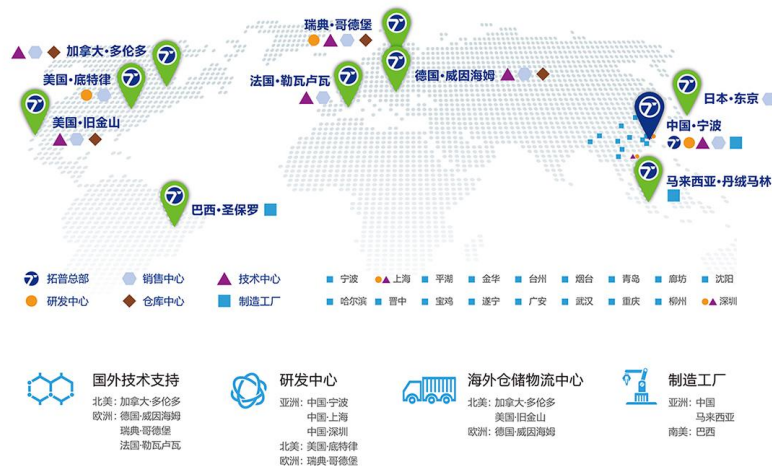 瑞典·哥德堡
加拿大·多伦多
美国·底特律
法国·勒瓦卢瓦
德国·威因海姆
日本·东京
美国·旧金山
中国·宁波
马来西亚·丹绒马林
巴西·圣保罗
拓普总部 销售中心 技术中心
宁波 上海 平湖 金华 台州 烟台 青岛 廊坊 沈阳
研发中心 仓库中心 制造工厂
哈尔滨 晋中 宝鸡 遂宁 广安 武汉 重庆 柳州 深圳
国外技术支持
北美：加拿大·多伦多
欧洲：德国·威因海姆
瑞典·哥德堡
法国·勒瓦卢瓦
研发中心
亚洲：中国·宁波
中国·上海
中国·深圳
北美：美国·底特律
欧洲：瑞典·哥德堡
海外仓储物流中心
北美：加拿大·多伦多
美国·旧金山
欧洲：德国·威因海姆
制造工厂
亚洲：中国
马来西亚
南美：巴西